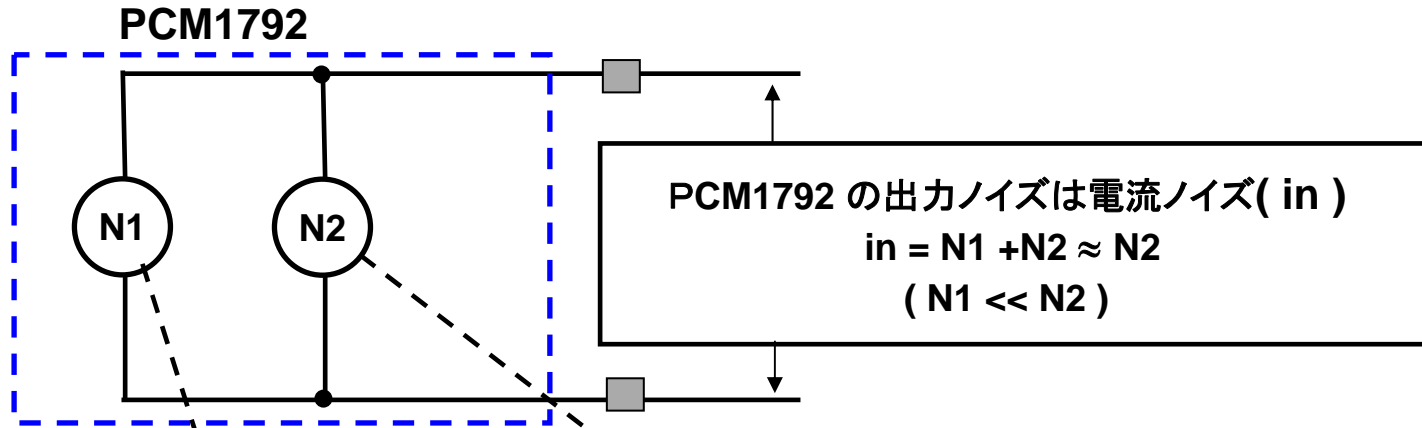 PCM1792
N1
N2
PCM1792 の出力ノイズは電流ノイズ( in )
in = N1 +N2 ≈ N2
( N1 << N2 )